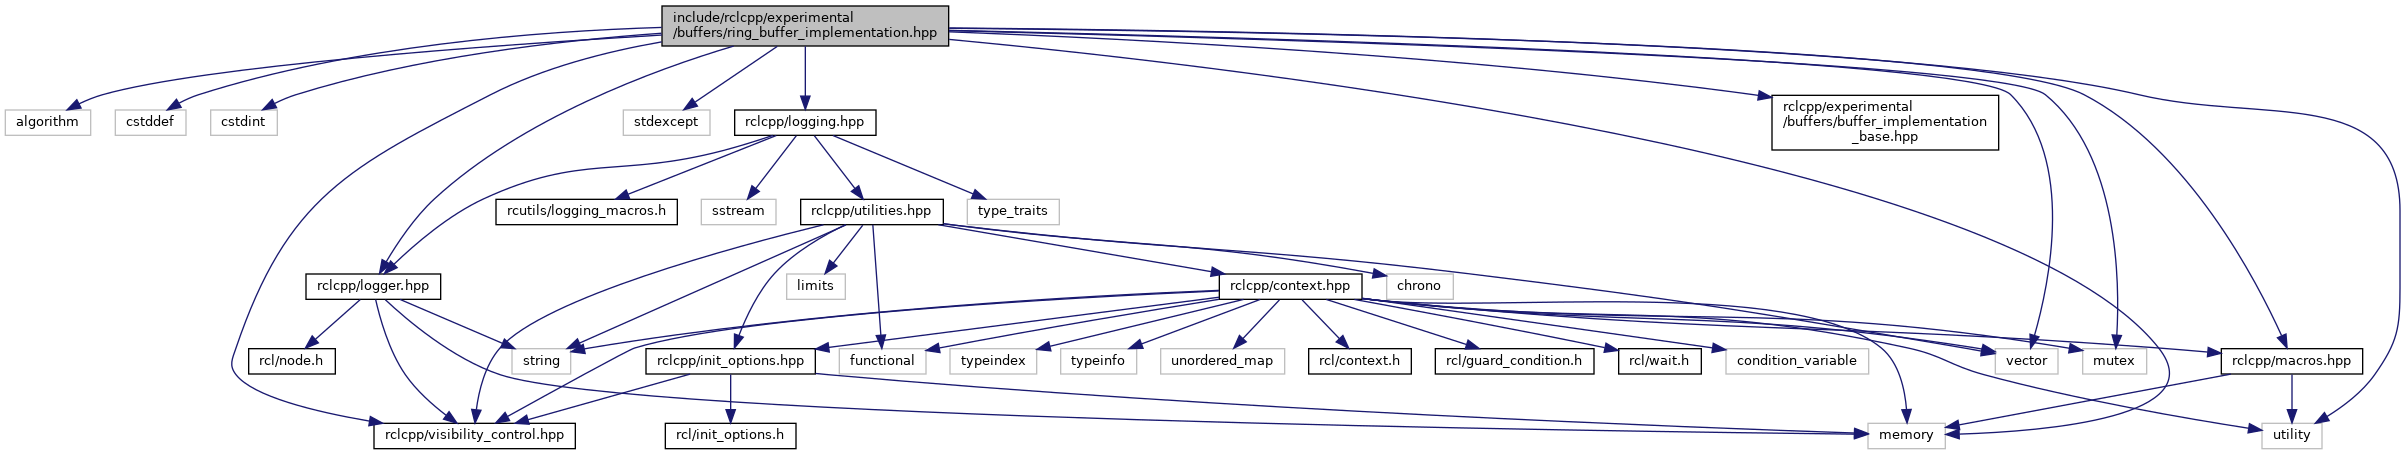 include/rclcpp/experimental
/buffers/ring_buffer_implementation.hpp
algorithm
cstddef
cstdint
stdexcept
rclcpp/logging.hpp
rclcpp/experimental
/buffers/buffer_implementation
_base.hpp
rcutils/logging_macros.h
sstream
rclcpp/utilities.hpp
type_traits
rclcpp/logger.hpp
limits
rclcpp/context.hpp
chrono
rcl/node.h
string
rclcpp/init_options.hpp
functional
typeindex
typeinfo
unordered_map
rcl/context.h
rcl/guard_condition.h
rcl/wait.h
condition_variable
vector
mutex
rclcpp/macros.hpp
rclcpp/visibility_control.hpp
rcl/init_options.h
memory
utility